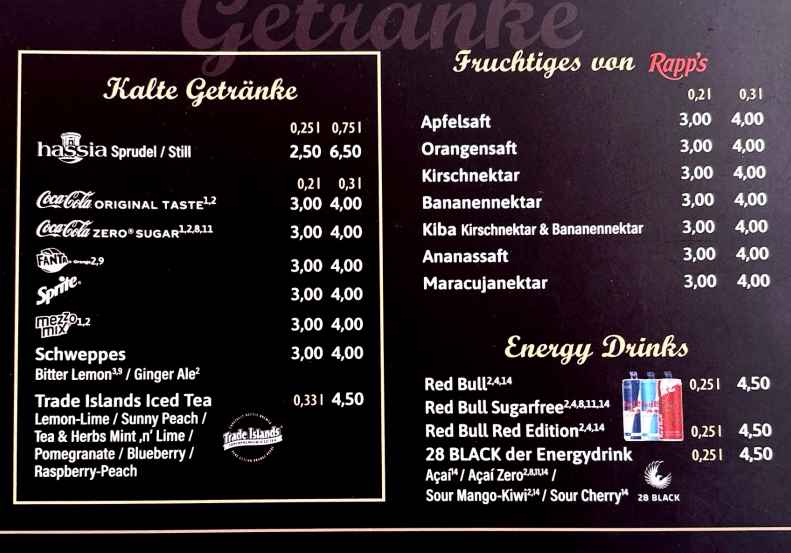 Getränke
Kalte Getränke
0,25 l 0,75 l
hassia Sprudel / Still 2,50 6,50
0,2 l 0,3 l
Coca-Cola ORIGINAL TASTE1,2 3,00 4,00
Coca-Cola ZERO® SUGAR1,2,8,11 3,00 4,00
FANTA Orange2,9 3,00 4,00
Sprite 3,00 4,00
mezzo mix1,2 3,00 4,00
Schweppes 3,00 4,00
Bitter Lemon3,9 / Ginger Ale2
Trade Islands Iced Tea 0,33 l 4,50
Lemon-Lime / Sunny Peach /
Tea & Herbs Mint ‚n' Lime /
Pomegranate / Blueberry /
Raspberry-Peach
Trade Islands
Fruchtiges von Rapp's
0,2 l 0,3 l
Apfelsaft 3,00 4,00
Orangensaft 3,00 4,00
Kirschnektar 3,00 4,00
Bananennektar 3,00 4,00
Kiba Kirschnektar & Bananennektar 3,00 4,00
Ananassaft 3,00 4,00
Maracujanektar 3,00 4,00
Energy Drinks
Red Bull2,4,14 0,25 l 4,50
Red Bull Sugarfree2,4,8,11,14
Red Bull Red Edition2,4,14 0,25 l 4,50
28 BLACK der Energydrink 0,25 l 4,50
Açaí14 / Açaí Zero2,8,11,14 /
Sour Mango-Kiwi2,14 / Sour Cherry14
28 BLACK